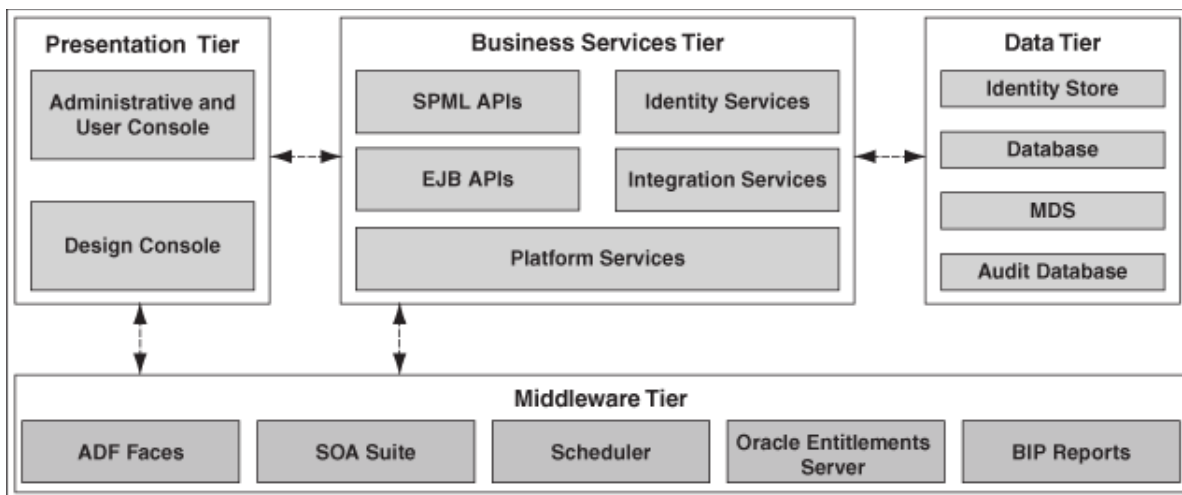 Presentation Tier
Administrative and
User Console
Design Console
Business Services Tier
SPML APIs
Identity Services
EJB APIs
Integration Services
Platform Services
Data Tier
Identity Store
Database
MDS
Audit Database
Middleware Tier
ADF Faces
SOA Suite
Scheduler
Oracle Entitlements
Server
BIP Reports